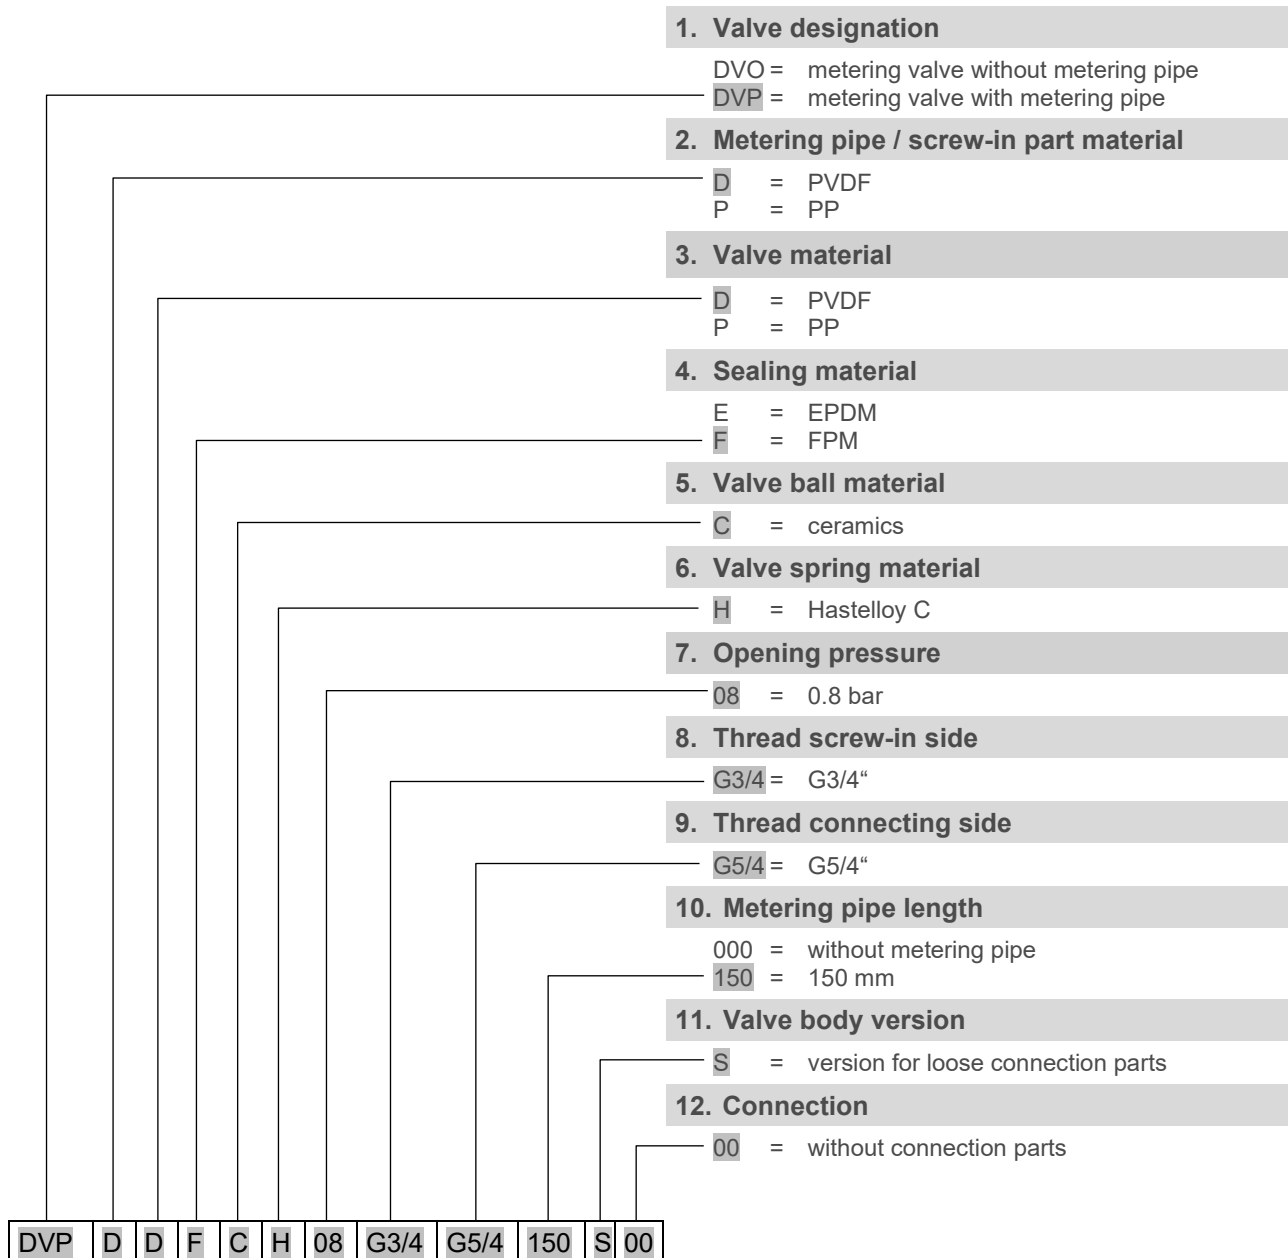 1. Valve designation
DVO = metering valve without metering pipe
DVP = metering valve with metering pipe
2. Metering pipe / screw-in part material
D = PVDF
P = PP
3. Valve material
D = PVDF
P = PP
4. Sealing material
E = EPDM
F = FPM
5. Valve ball material
C = ceramics
6. Valve spring material
H = Hastelloy C
7. Opening pressure
08 = 0.8 bar
8. Thread screw-in side
G3/4 = G3/4“
9. Thread connecting side
G5/4 = G5/4“
10. Metering pipe length
000 = without metering pipe
150 = 150 mm
11. Valve body version
S = version for loose connection parts
12. Connection
00 = without connection parts
DVP D D F C H 08 G3/4 G5/4 150 S 00